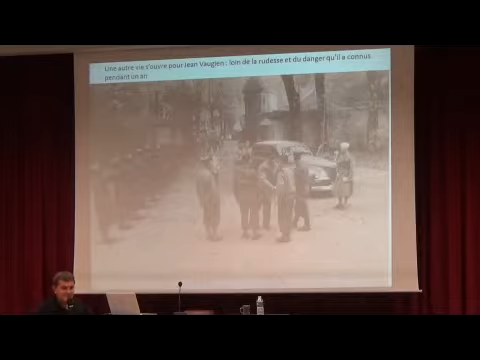 Une autre vie s'ouvre pour Jean Vaugien : loin de la rudesse et du danger qu'il a connus
pendant un an